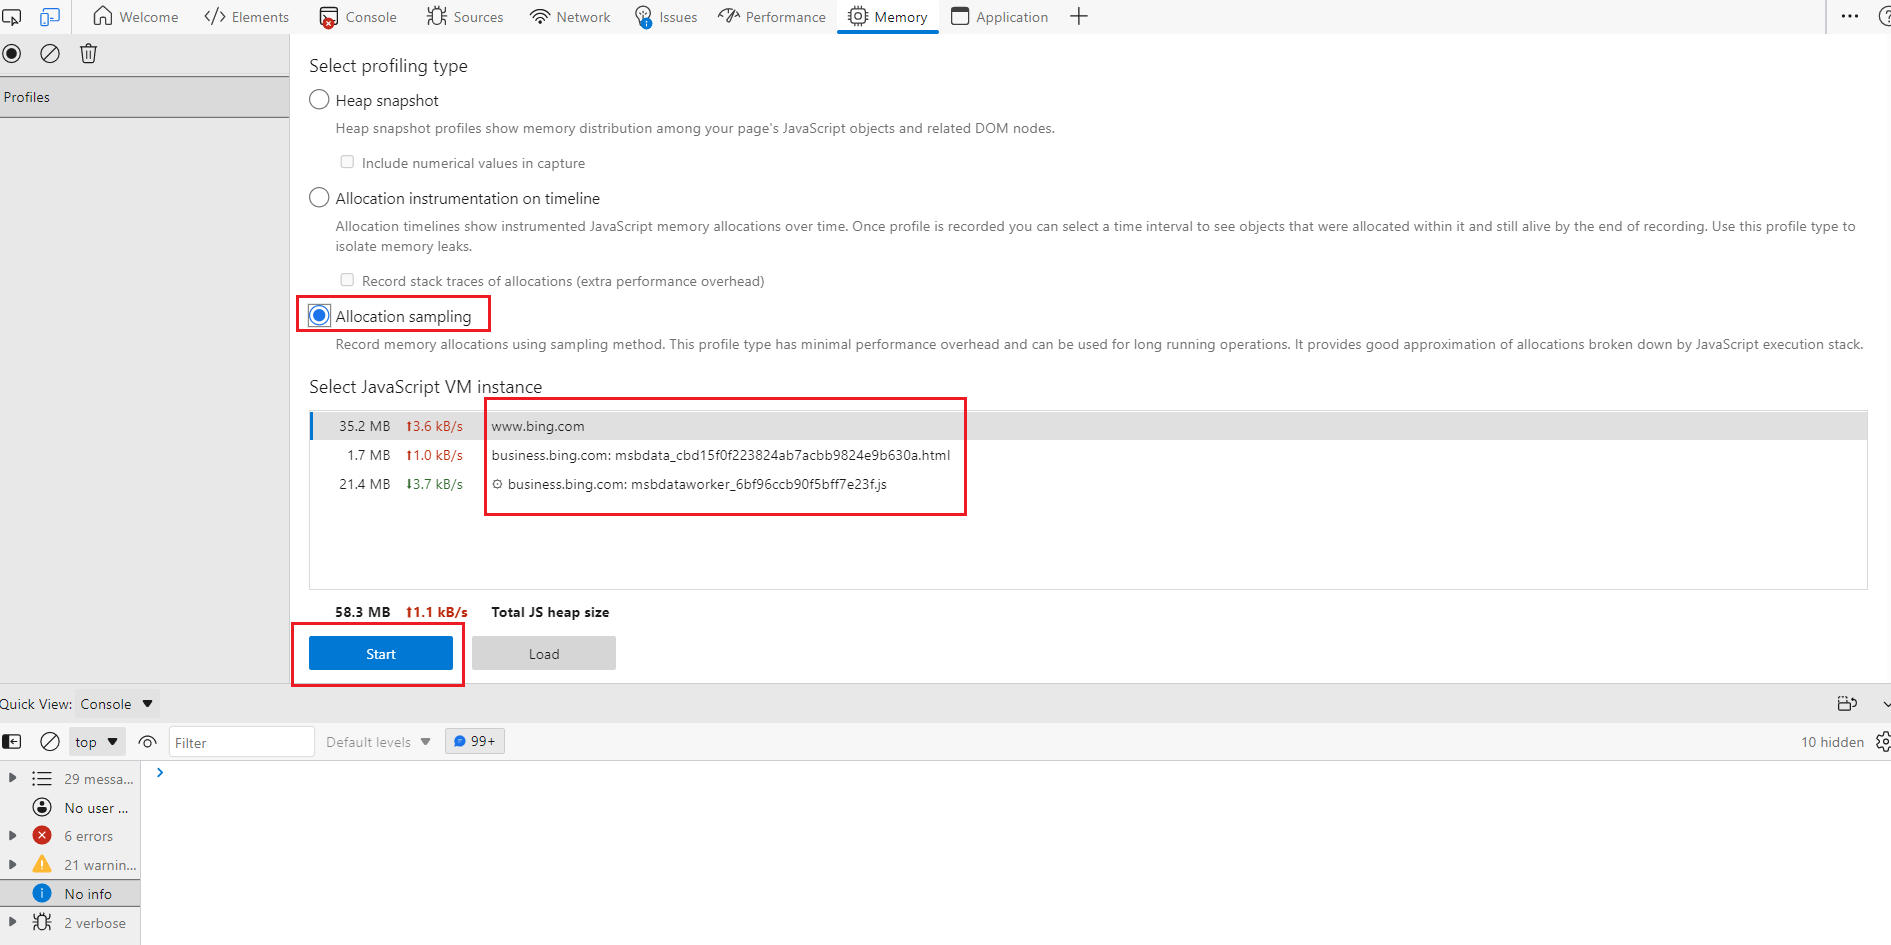 Welcome
Elements
Console
Sources
Network
Issues
Performance
Memory
Application
Profiles
Select profiling type
Heap snapshot
Heap snapshot profiles show memory distribution among your page's JavaScript objects and related DOM nodes.
Include numerical values in capture
Allocation instrumentation on timeline
Allocation timelines show instrumented JavaScript memory allocations over time. Once profile is recorded you can select a time interval to see objects that were allocated within it and still alive by the end of recording. Use this profile type to
isolate memory leaks.
Record stack traces of allocations (extra performance overhead)
Allocation sampling
Record memory allocations using sampling method. This profile type has minimal performance overhead and can be used for long running operations. It provides good approximation of allocations broken down by JavaScript execution stack.
Select JavaScript VM instance
35.2 MB ↑3.6 kB/s www.bing.com
1.7 MB ↑1.0 kB/s business.bing.com: msbdata_cbd15f0f223824ab7acbb9824e9b630a.html
21.4 MB ↓3.7 kB/s business.bing.com: msbdataworker_6bf96ccb90f5bff7e23f.js
58.3 MB ↑1.1 kB/s Total JS heap size
Start
Load
Quick View: Console
top
Filter
Default levels
99+
10 hidden
29 messa...
No user ...
6 errors
21 warnin...
No info
2 verbose